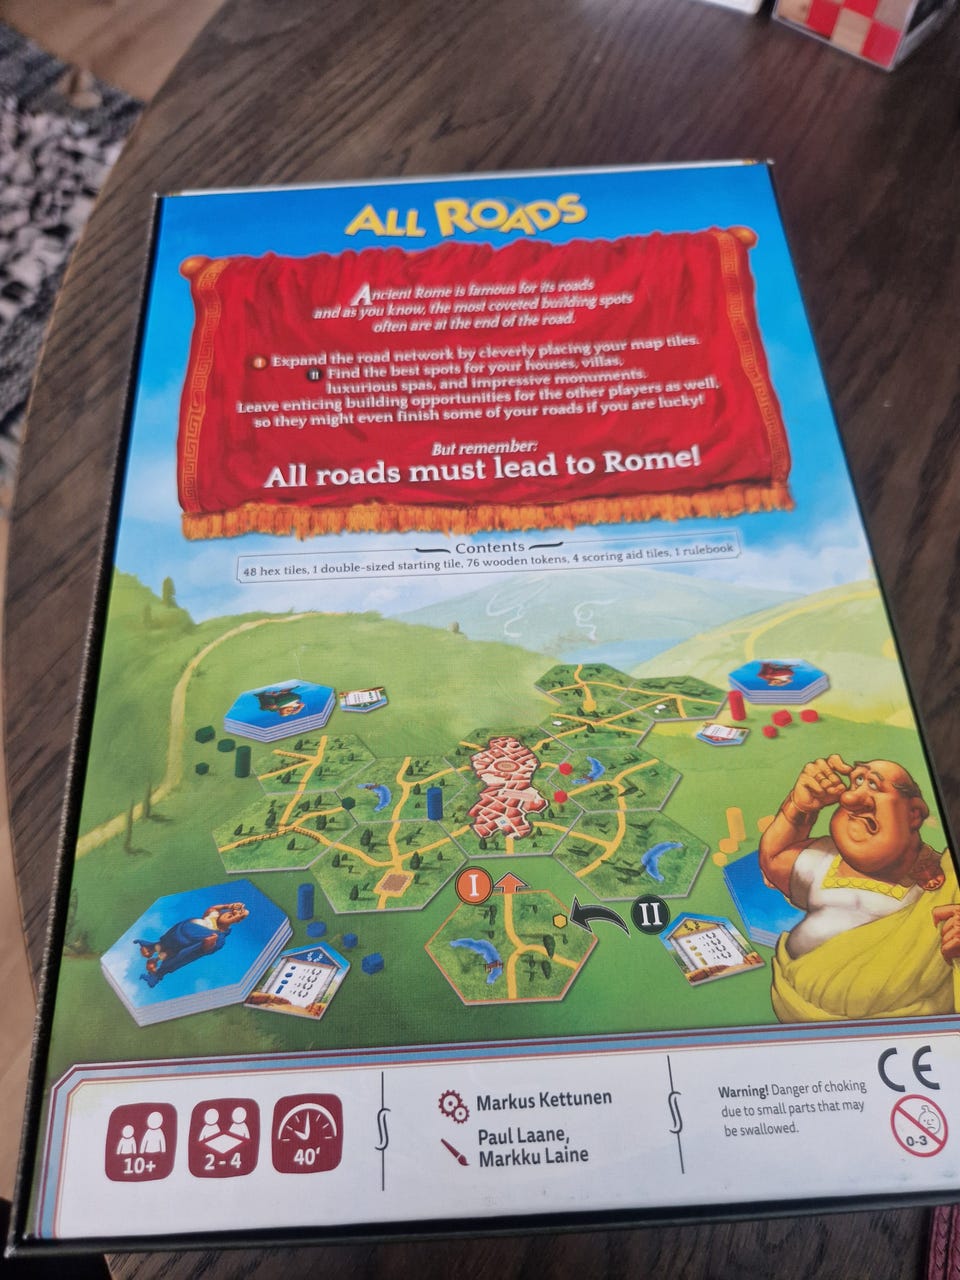 ALL ROADS
Ancient Rome is famous for its roads
and as you know, the most coveted building spots
often are at the end of the road.
I Expand the road network by cleverly placing your map tiles.
II Find the best spots for your houses, villas,
luxurious spas, and impressive monuments.
Leave enticing building opportunities for the other players as well,
so they might even finish some of your roads if you are lucky!
But remember:
All roads must lead to Rome!
Contents
48 hex tiles, 1 double-sized starting tile, 76 wooden tokens, 4 scoring aid tiles, 1 rulebook
I
II
10+
2-4
40'
Markus Kettunen
Paul Laane,
Markku Laine
Warning! Danger of choking
due to small parts that may
be swallowed.
CE
0-3